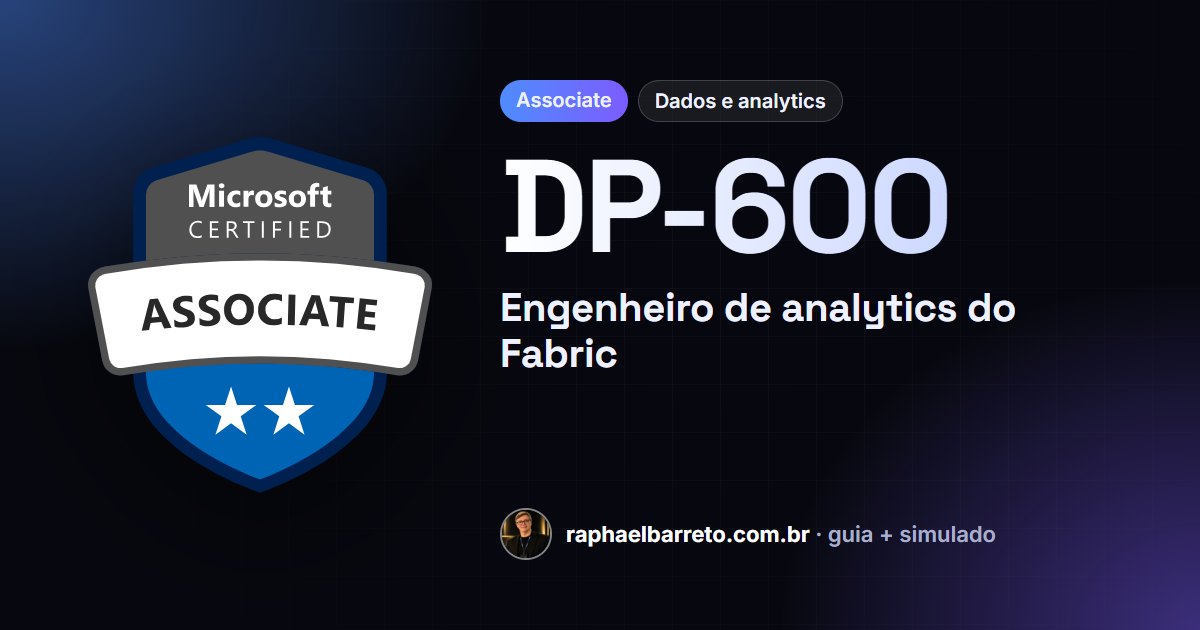 Microsoft
CERTIFIED
ASSOCIATE
Associate
Dados e analytics
DP-600
Engenheiro de analytics do
Fabric
raphaelbarreto.com.br · guia + simulado